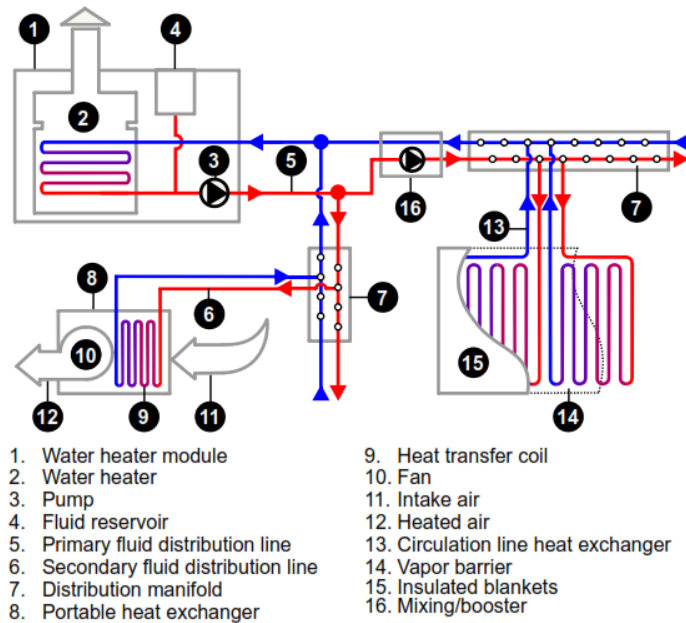 1
4
2
3
5
16
7
13
8
7
6
10
15
12
9
11
14
1. Water heater module
2. Water heater
3. Pump
4. Fluid reservoir
5. Primary fluid distribution line
6. Secondary fluid distribution line
7. Distribution manifold
8. Portable heat exchanger
9. Heat transfer coil
10. Fan
11. Intake air
12. Heated air
13. Circulation line heat exchanger
14. Vapor barrier
15. Insulated blankets
16. Mixing/booster